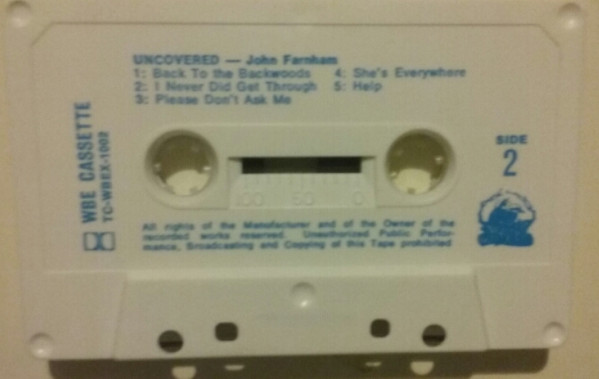 UNCOVERED — John Farnham
1: Back To the Backwoods 4: She's Everywhere
2: I Never Did Get Through 5: Help
3: Please Don't Ask Me
WBE CASSETTE
TC-WBEX-1002
SIDE
2
100 50 0
All rights of the Manufacturer and of the Owner of the
recorded works reserved. Unauthorized Public Perfor-
mance, Broadcasting and Copying of this Tape prohibited